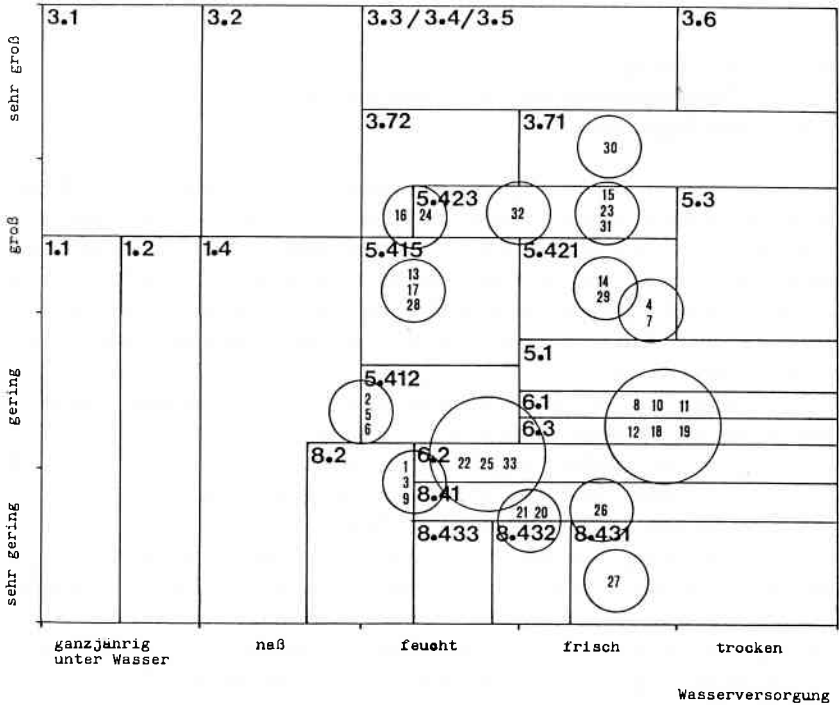 3.1 3.2 3.3 / 3.4 / 3.5 3.6
sehr groß
3.72 3.71
30
5.423 15 5.3
16 24 32 23
31
groß
1.1 1.2 1.4 5.415 5.421
13 14
17 29 4
28 7
5.1
gering
5.412
2 6.1 8 10 11
5
6 6.3 12 18 19
8.2 6.2
1 22 25 33
3
9 8.41
21 20 26
sehr gering
8.433 8.432 8.431
27
ganzjährig naß feucht frisch trocken
unter Wasser
Wasserversorgung